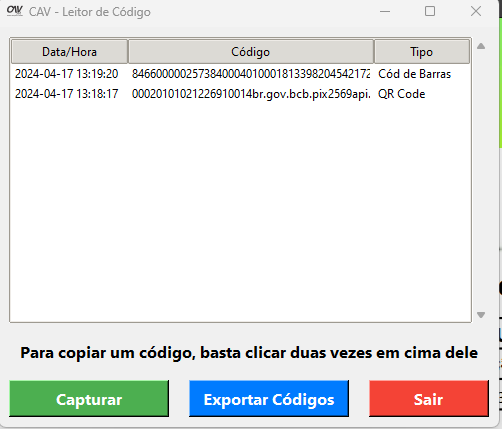 CAV CAV - Leitor de Código
Data/Hora Código Tipo
2024-04-17 13:19:20 8466000002573840004010001813398204542172 Cód de Barras
2024-04-17 13:18:17 00020101021226910014br.gov.bcb.pix2569api. QR Code
Para copiar um código, basta clicar duas vezes em cima dele
Capturar Exportar Códigos Sair